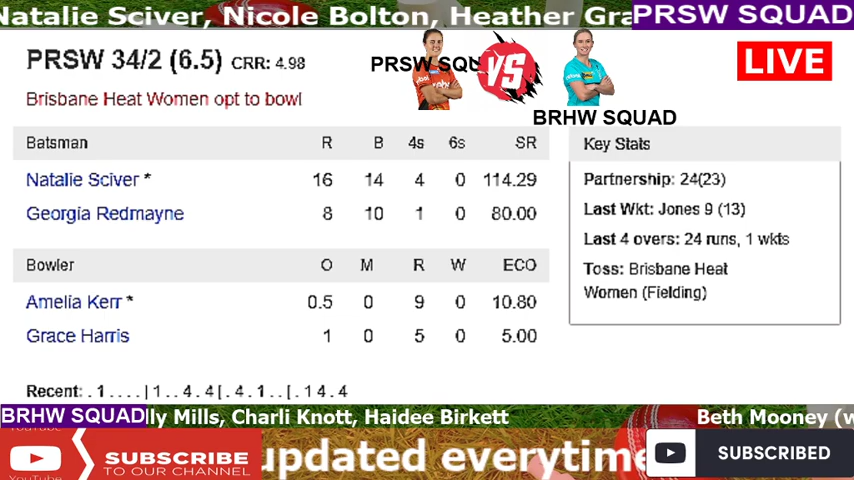 Natalie Sciver, Nicole Bolton, Heather Gra
PRSW SQUAD
PRSW 34/2 (6.5) CRR: 4.98
PRSW SQU
VS
LIVE
Brisbane Heat Women opt to bowl
BRHW SQUAD
Batsman R B 4s 6s SR
Natalie Sciver * 16 14 4 0 114.29
Georgia Redmayne 8 10 1 0 80.00
Bowler O M R W ECO
Amelia Kerr * 0.5 0 9 0 10.80
Grace Harris 1 0 5 0 5.00
Key Stats
Partnership: 24(23)
Last Wkt: Jones 9 (13)
Last 4 overs: 24 runs, 1 wkts
Toss: Brisbane Heat
Women (Fielding)
Recent: . 1 . . . . | 1 . . 4 . 4 [ . 4 . 1 . . [ . 1 4 . 4
BRHW SQUAD
lly Mills, Charli Knott, Haidee Birkett
Beth Mooney (w
YouTube
SUBSCRIBE
TO OUR CHANNEL
YouTube
updated everytime
SUBSCRIBED